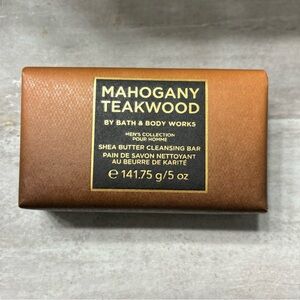 MAHOGANY
TEAKWOOD
BY BATH & BODY WORKS
MEN'S COLLECTION
POUR HOMME
SHEA BUTTER CLEANSING BAR
PAIN DE SAVON NETTOYANT
AU BEURRE DE KARITÉ
℮ 141.75 g/5 oz